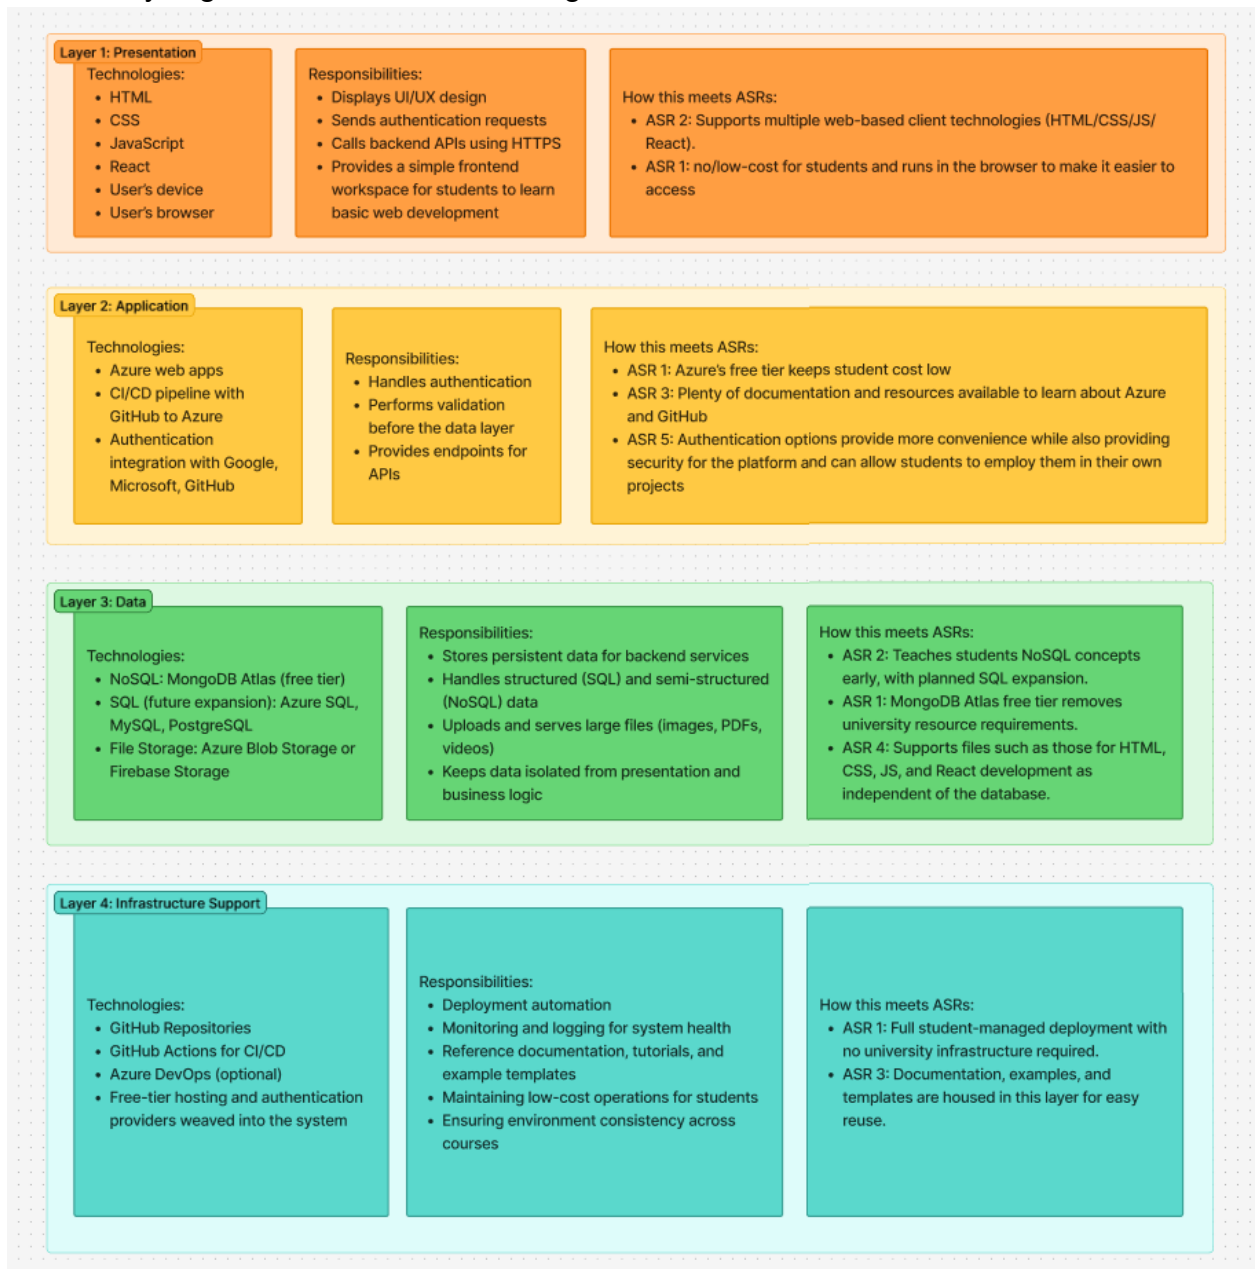 Layer 1: Presentation
Technologies:
• HTML
• CSS
• JavaScript
• React
• User's device
• User's browser
Responsibilities:
• Displays UI/UX design
• Sends authentication requests
• Calls backend APIs using HTTPS
• Provides a simple frontend
workspace for students to learn
basic web development
How this meets ASRs:
• ASR 2: Supports multiple web-based client technologies (HTML/CSS/JS/
React).
• ASR 1: no/low-cost for students and runs in the browser to make it easier to
access
Layer 2: Application
Technologies:
• Azure web apps
• CI/CD pipeline with
GitHub to Azure
• Authentication
integration with Google,
Microsoft, GitHub
Responsibilities:
• Handles authentication
• Performs validation
before the data layer
• Provides endpoints for
APIs
How this meets ASRs:
• ASR 1: Azure's free tier keeps student cost low
• ASR 3: Plenty of documentation and resources available to learn about Azure
and GitHub
• ASR 5: Authentication options provide more convenience while also providing
security for the platform and can allow students to employ them in their own
projects
Layer 3: Data
Technologies:
• NoSQL: MongoDB Atlas (free tier)
• SQL (future expansion): Azure SQL,
MySQL, PostgreSQL
• File Storage: Azure Blob Storage or
Firebase Storage
Responsibilities:
• Stores persistent data for backend services
• Handles structured (SQL) and semi-structured
(NoSQL) data
• Uploads and serves large files (images, PDFs,
videos)
• Keeps data isolated from presentation and
business logic
How this meets ASRs:
• ASR 2: Teaches students NoSQL concepts
early, with planned SQL expansion.
• ASR 1: MongoDB Atlas free tier removes
university resource requirements.
• ASR 4: Supports files such as those for HTML,
CSS, JS, and React development as
independent of the database.
Layer 4: Infrastructure Support
Technologies:
• GitHub Repositories
• GitHub Actions for CI/CD
• Azure DevOps (optional)
• Free-tier hosting and authentication
providers weaved into the system
Responsibilities:
• Deployment automation
• Monitoring and logging for system health
• Reference documentation, tutorials, and
example templates
• Maintaining low-cost operations for students
• Ensuring environment consistency across
courses
How this meets ASRs:
• ASR 1: Full student-managed deployment with
no university infrastructure required.
• ASR 3: Documentation, examples, and
templates are housed in this layer for easy
reuse.